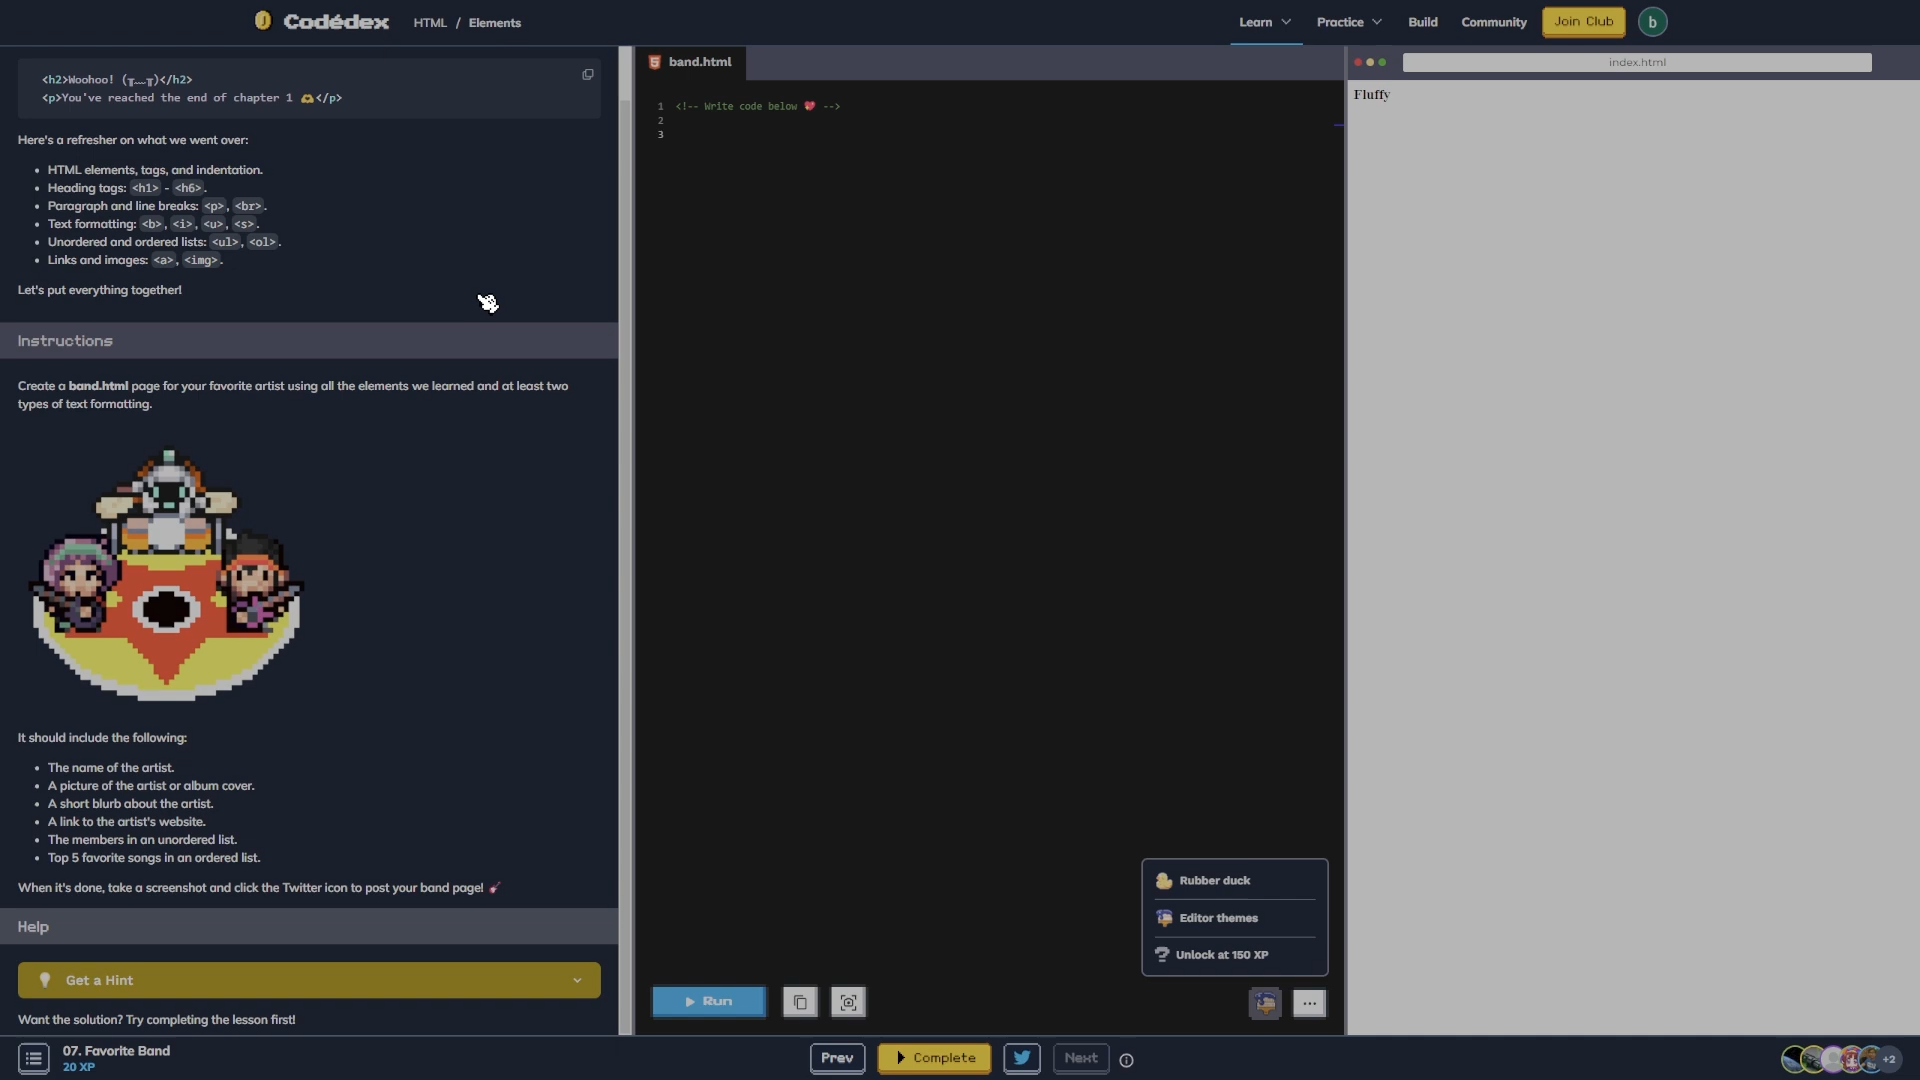 Codédex
HTML / Elements
Learn
Practice
Build
Community
Join Club
b
<h2>Woohoo! (╥﹏╥)</h2>
<p>You've reached the end of chapter 1 🫶</p>
Here's a refresher on what we went over:
• HTML elements, tags, and indentation.
• Heading tags: <h1> - <h6>.
• Paragraph and line breaks: <p>, <br>.
• Text formatting: <b>, <i>, <u>, <s>.
• Unordered and ordered lists: <ul>, <ol>.
• Links and images: <a>, <img>.
Let's put everything together!
Instructions
Create a band.html page for your favorite artist using all the elements we learned and at least two
types of text formatting.
It should include the following:
• The name of the artist.
• A picture of the artist or album cover.
• A short blurb about the artist.
• A link to the artist's website.
• The members in an unordered list.
• Top 5 favorite songs in an ordered list.
When it's done, take a screenshot and click the Twitter icon to post your band page! 🎸
Help
Get a Hint
Want the solution? Try completing the lesson first!
band.html
1 <!-- Write code below 💖 -->
2
3
Rubber duck
Editor themes
Unlock at 150 XP
Run
index.html
Fluffy
07. Favorite Band
20 XP
Prev
Complete
Next
+2